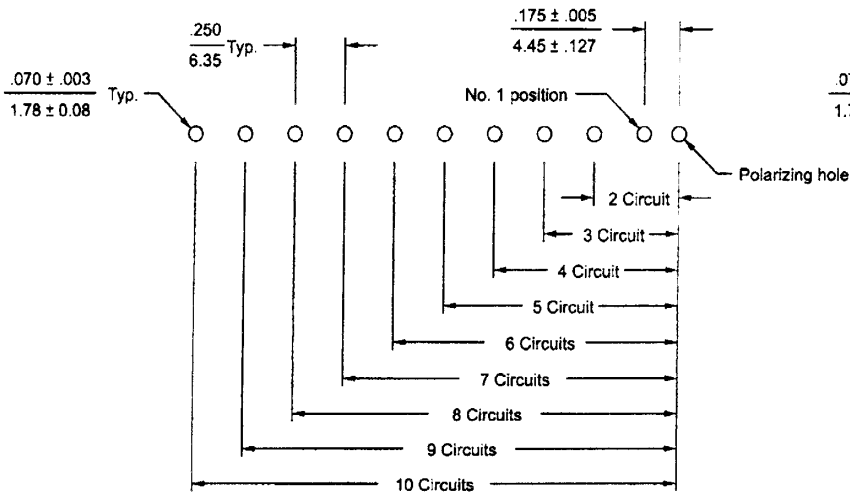 .250
6.35
Typ.
.175 ± .005
4.45 ± .127
.070 ± .003
1.78 ± 0.08
Typ.
No. 1 position
Polarizing hole
2 Circuit
3 Circuit
4 Circuit
5 Circuit
6 Circuits
7 Circuits
8 Circuits
9 Circuits
10 Circuits